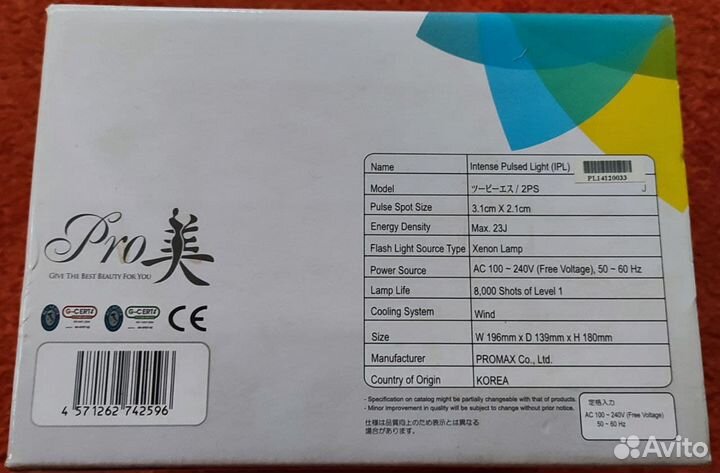 Name Intense Pulsed Light (IPL)
PL14120033
Model ツーピーエス / 2PS J
Pulse Spot Size 3.1cm X 2.1cm
Energy Density Max. 23J
Flash Light Source Type Xenon Lamp
Power Source AC 100 ~ 240V (Free Voltage), 50 ~ 60 Hz
Lamp Life 8,000 Shots of Level 1
Cooling System Wind
Size W 196mm x D 139mm x H 180mm
Manufacturer PROMAX Co., Ltd.
Country of Origin KOREA
- Specification on catalog might be partially changeable with that of products.
- Minor improvement in quality will be subject to change without prior notice.
仕様は品質向上のため表示とは異なる
場合があります。
定格入力
AC 100 ~ 240V (Free Voltage)
50 ~ 60 Hz
Pro美
GIVE THE BEST BEAUTY FOR YOU
G-CERTi
G-CERTi
CE
4 571262 742596
Avito